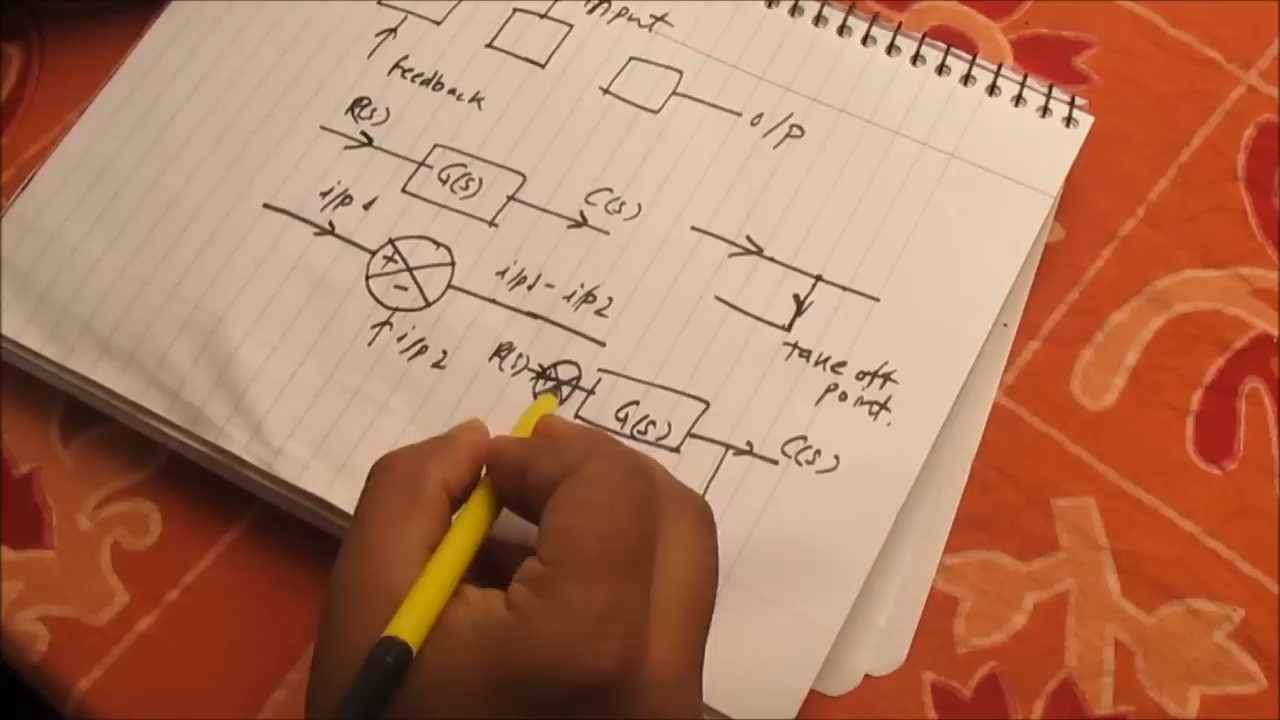 input
feedback
o/p
R(s)
G(s)
C(s)
i/p 1
+
-
i/p1 - i/p2
i/p 2
take off
point.
R(s)
+
G(s)
C(s)